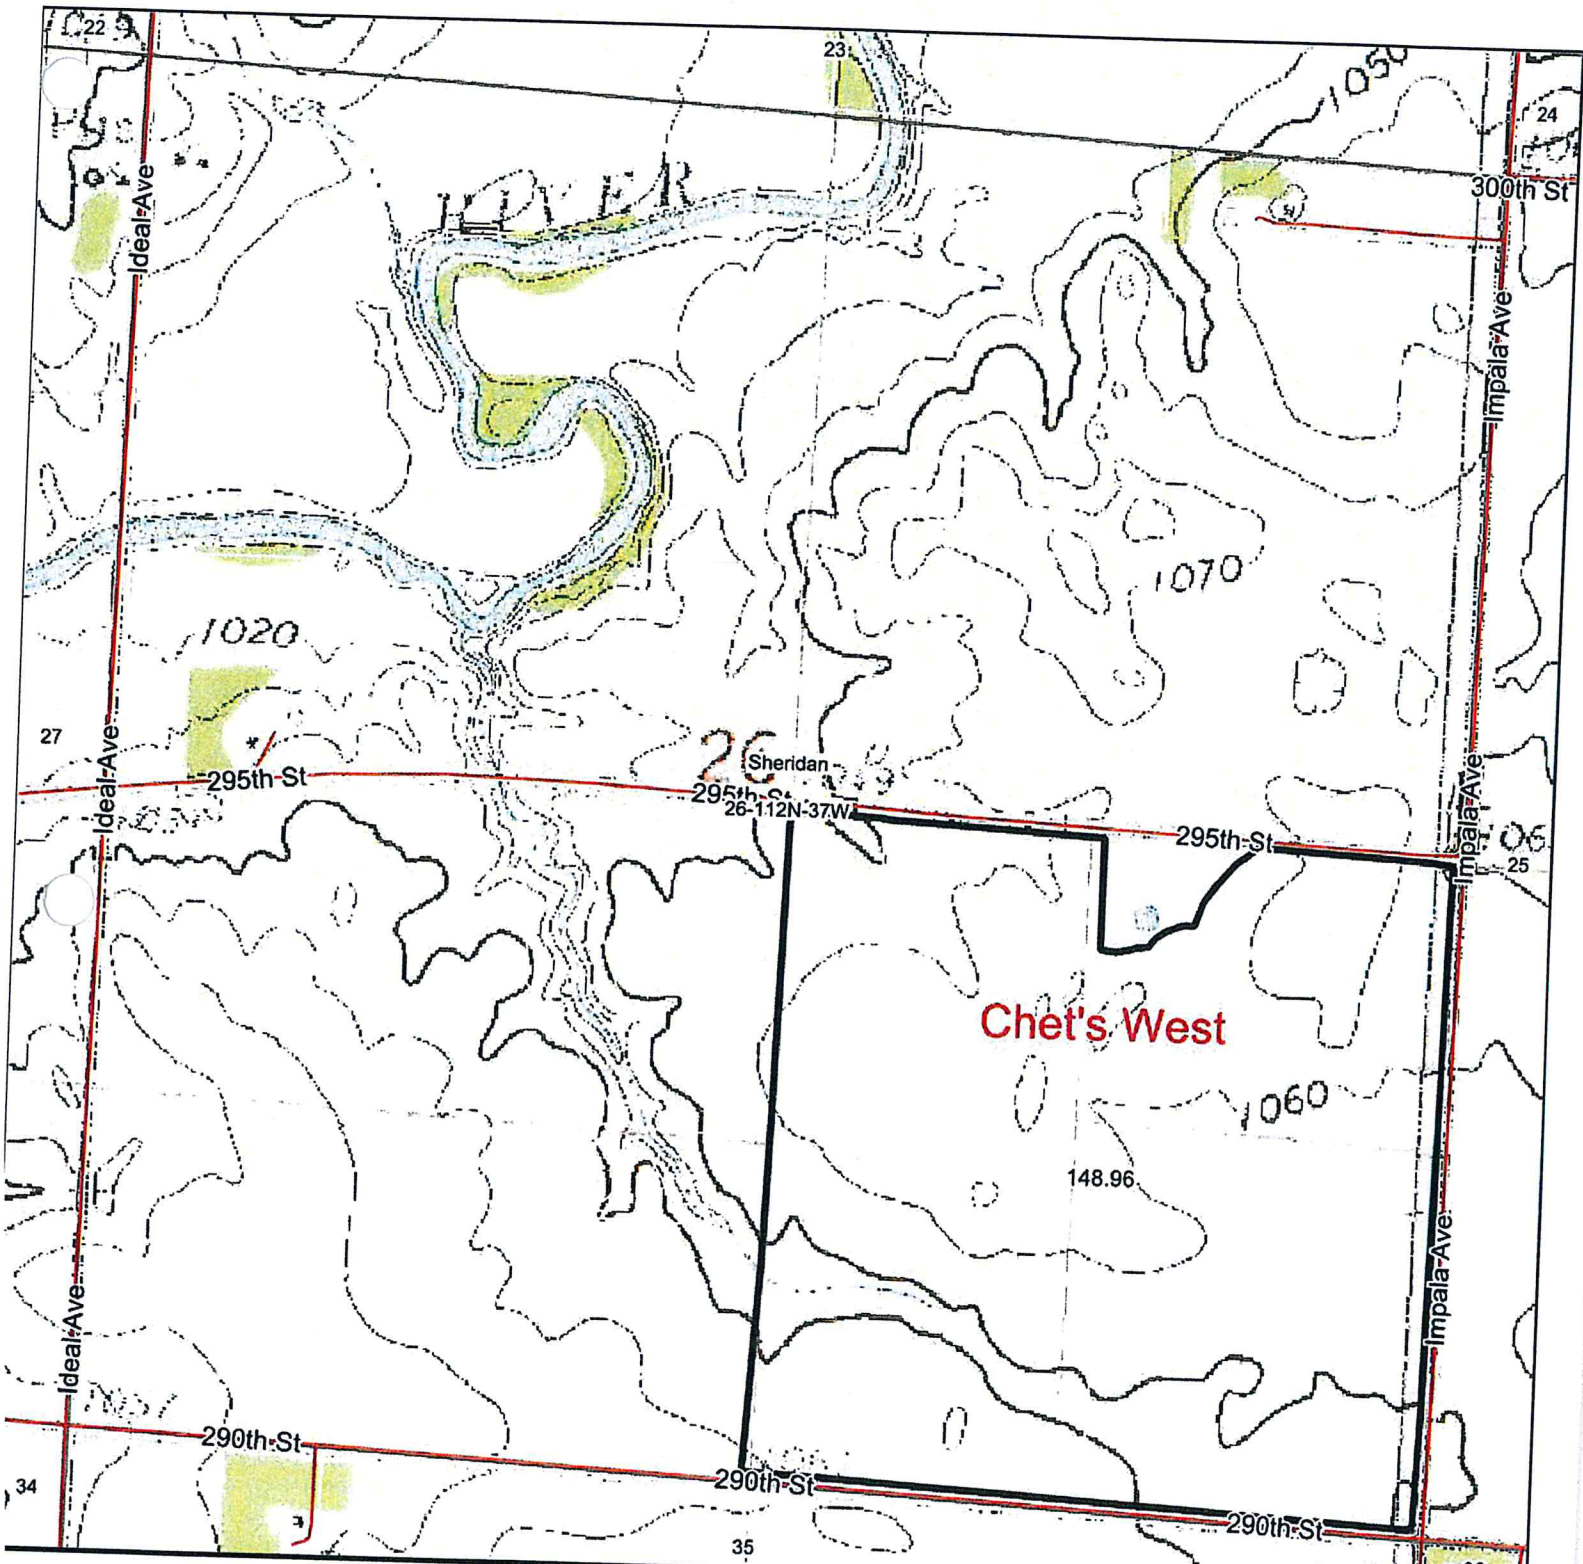 22
23
1050
24
300th St
Ideal Ave
Impala Ave
1070
1020
27
Ideal Ave
26
Sheridan
295th St
295th St
26-112N-37W
295th St
Impala Ave
25
Chet's West
1060
148.96
Impala Ave
Ideal Ave
290th St
290th St
290th St
34
35